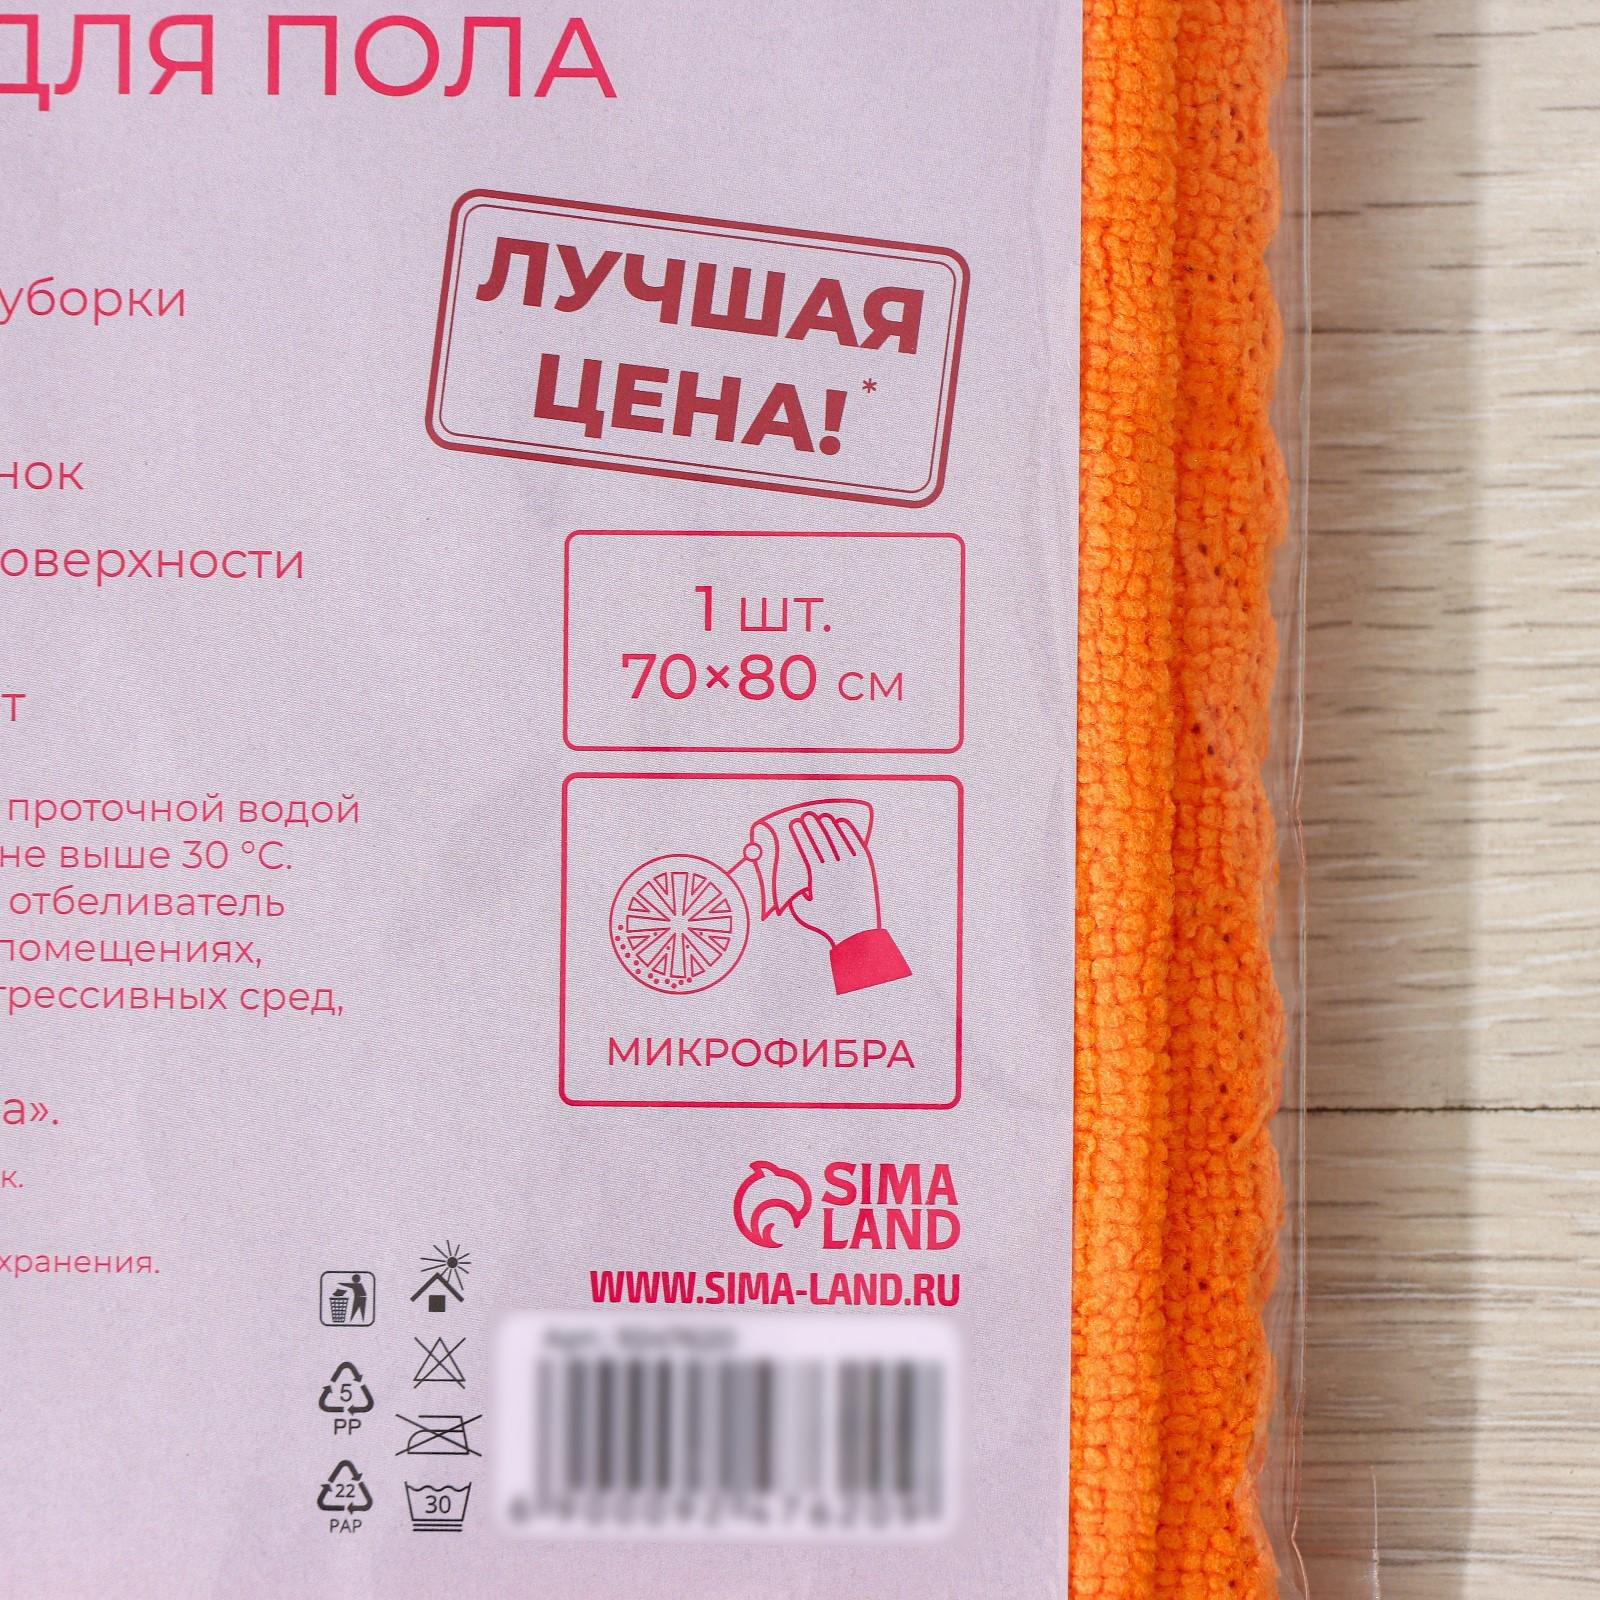 ДЛЯ ПОЛА
уборки
ЛУЧШАЯ
ЦЕНА!*
нок
оверхности
1 шт.
70×80 см
т
проточной водой
не выше 30 °C.
отбеливатель
помещениях,
грессивных сред,
МИКРОФИБРА
а».
к.
SIMA
LAND
хранения.
WWW.SIMA-LAND.RU
5
PP
22
PAP
30